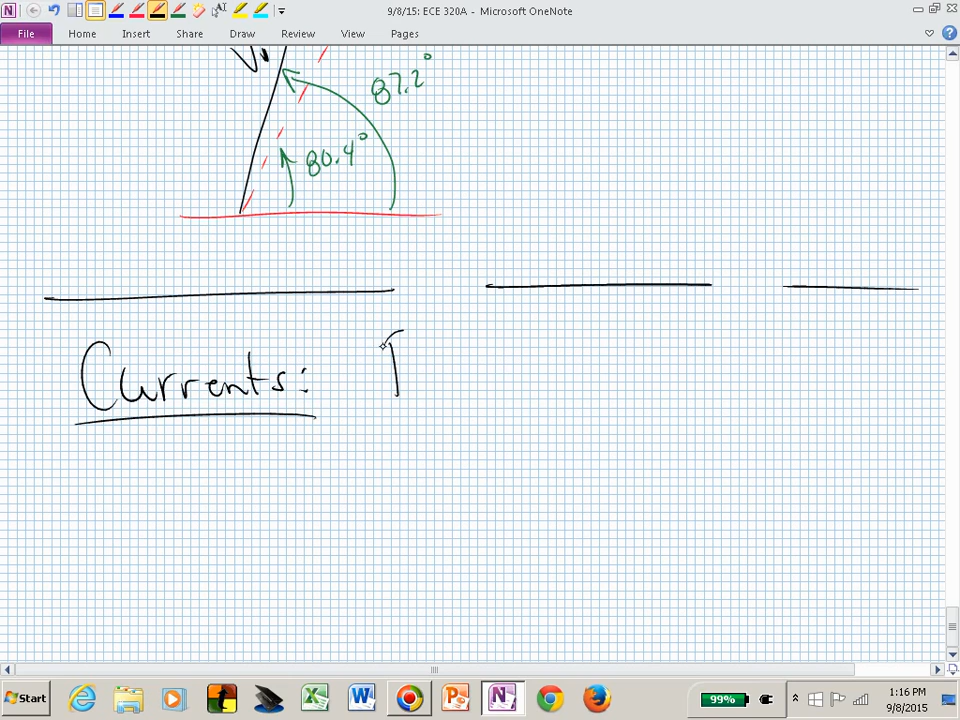 9/8/15: ECE 320A - Microsoft OneNote
File Home Insert Share Draw Review View Pages
87.2°
80.4°
Currents: I
Start
99%
1:16 PM
9/8/2015